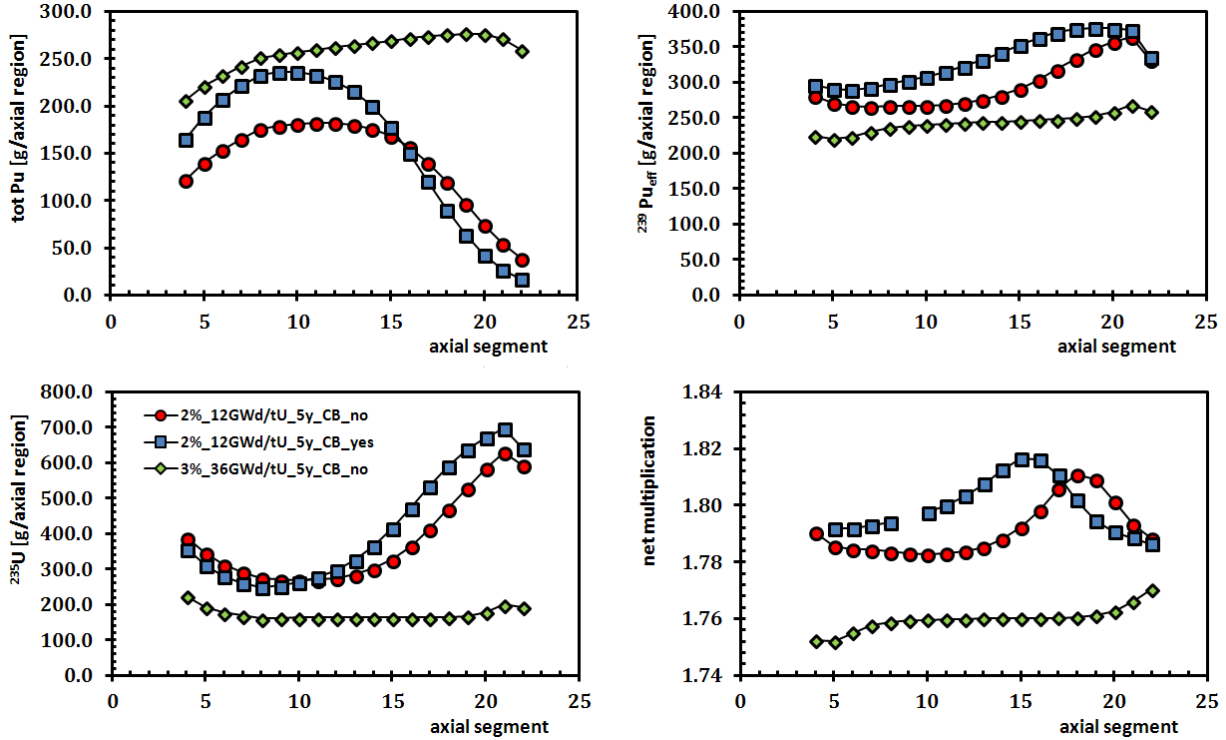 tot Pu [g/axial region]
300.0
250.0
200.0
150.0
100.0
50.0
0.0
0 5 10 15 20 25
axial segment
²³⁹ Pu_eff [g/axial region]
400.0
350.0
300.0
250.0
200.0
150.0
100.0
50.0
0.0
0 5 10 15 20 25
axial segment
²³⁵U [g/axial region]
800.0
700.0
600.0
500.0
400.0
300.0
200.0
100.0
0.0
2%_12GWd/tU_5y_CB_no
2%_12GWd/tU_5y_CB_yes
3%_36GWd/tU_5y_CB_no
0 5 10 15 20 25
axial segment
net multiplication
1.84
1.82
1.80
1.78
1.76
1.74
0 5 10 15 20 25
axial segment